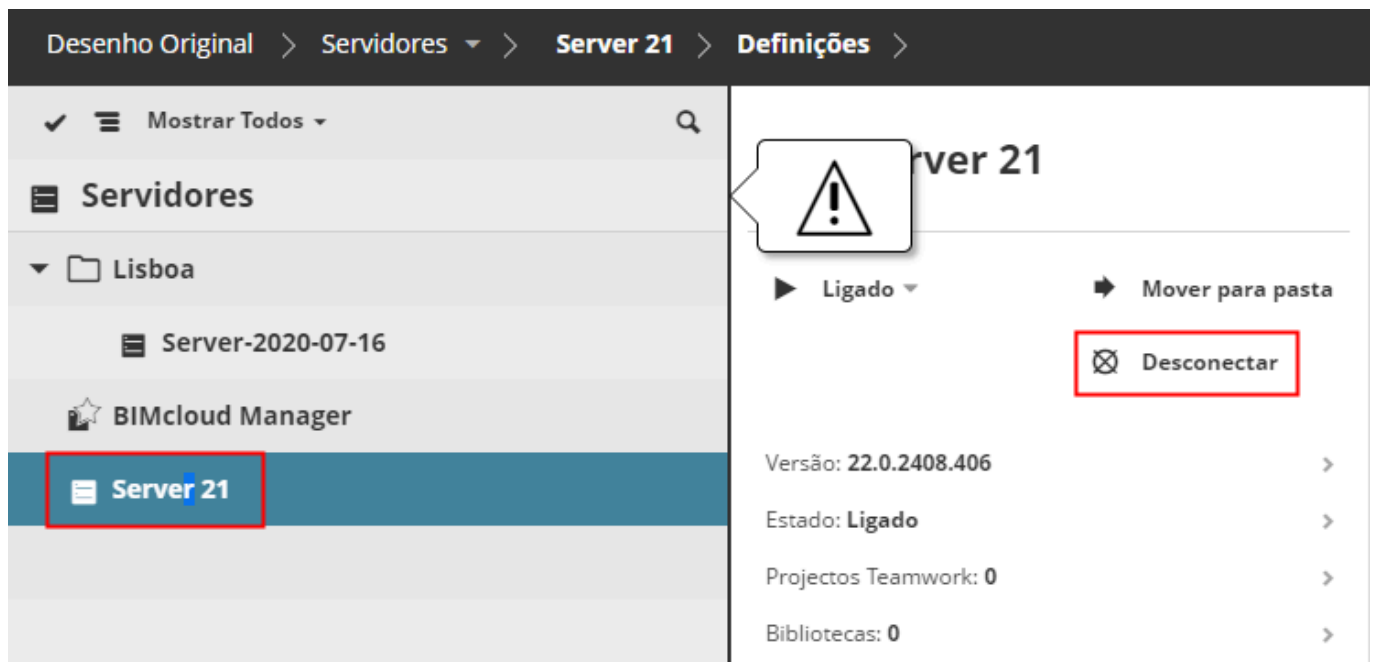 Desenho Original > Servidores > Server 21 > Definições >
Mostrar Todos
Servidores
Lisboa
Server-2020-07-16
BIMcloud Manager
Server 21
rver 21
Ligado
Mover para pasta
Desconectar
Versão: 22.0.2408.406
Estado: Ligado
Projectos Teamwork: 0
Bibliotecas: 0